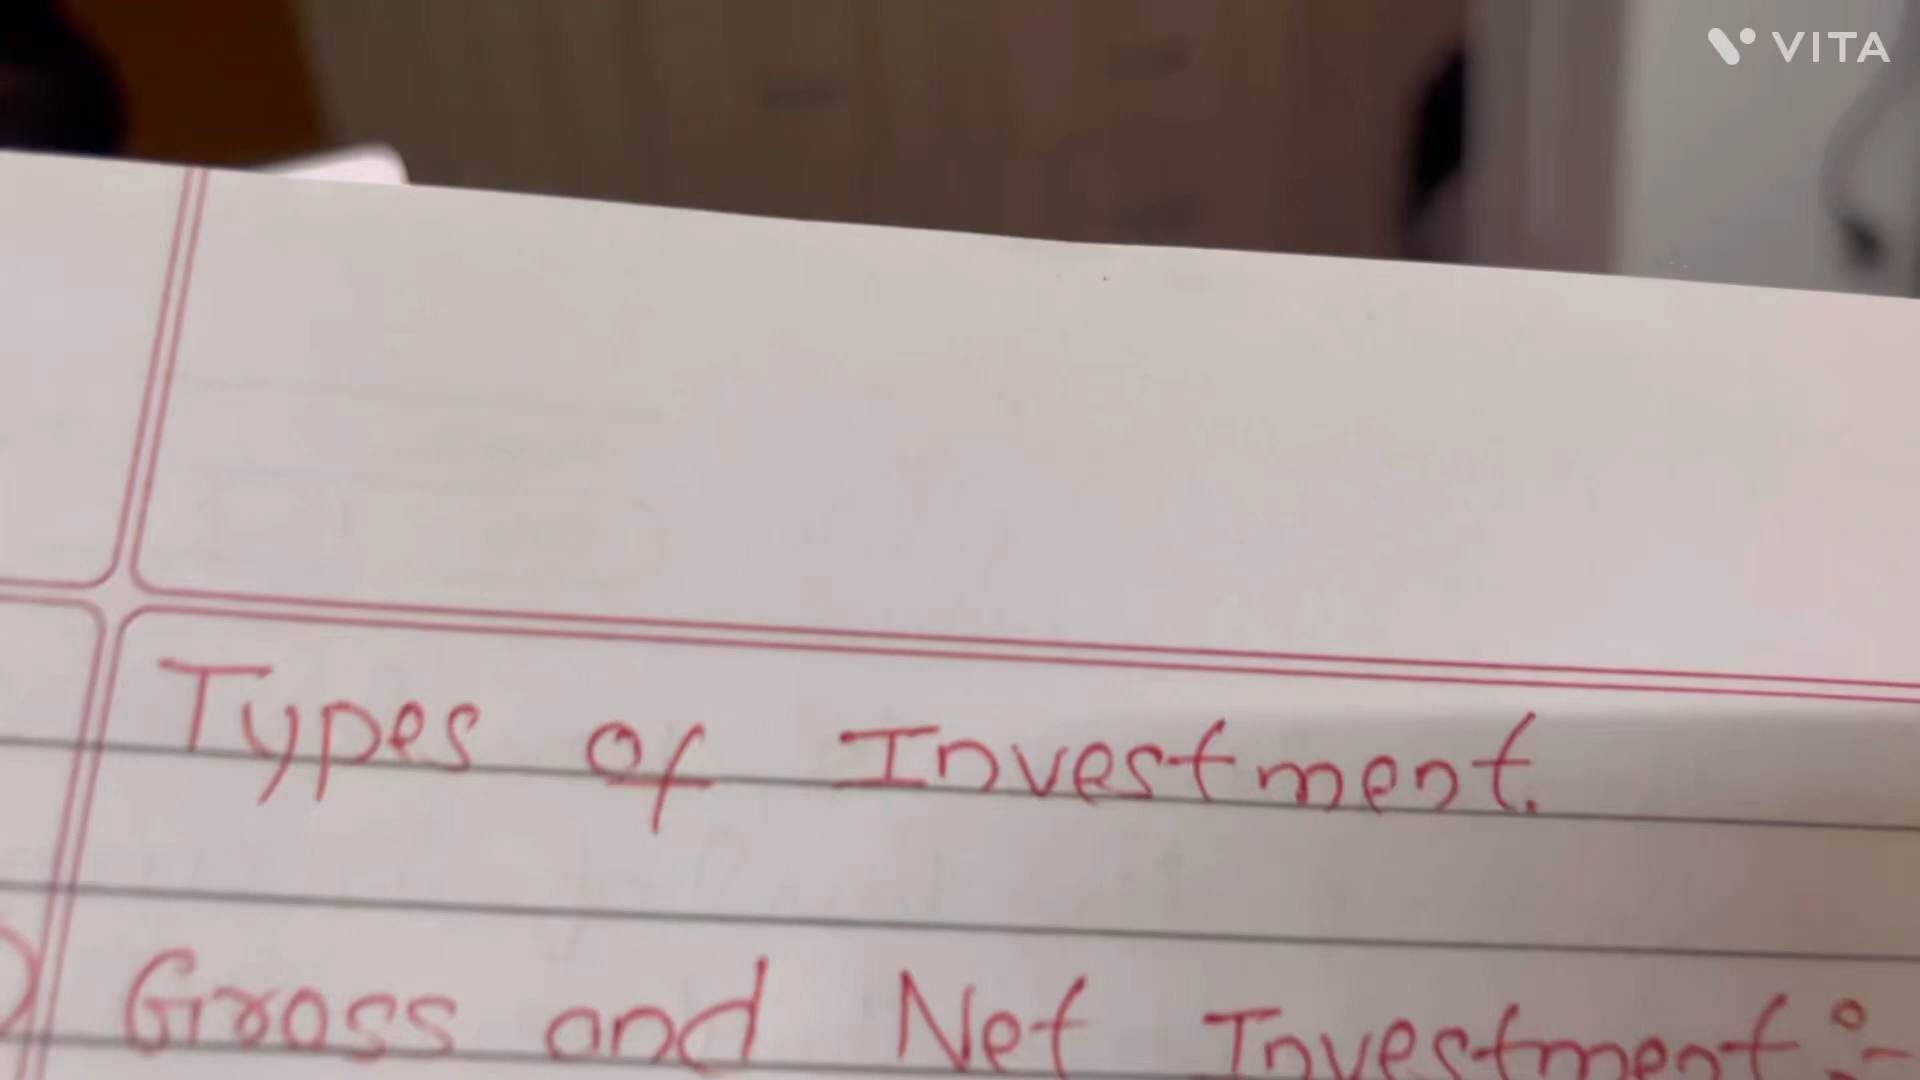 VITA
Types of Investment.
Gross and Net Investment :-